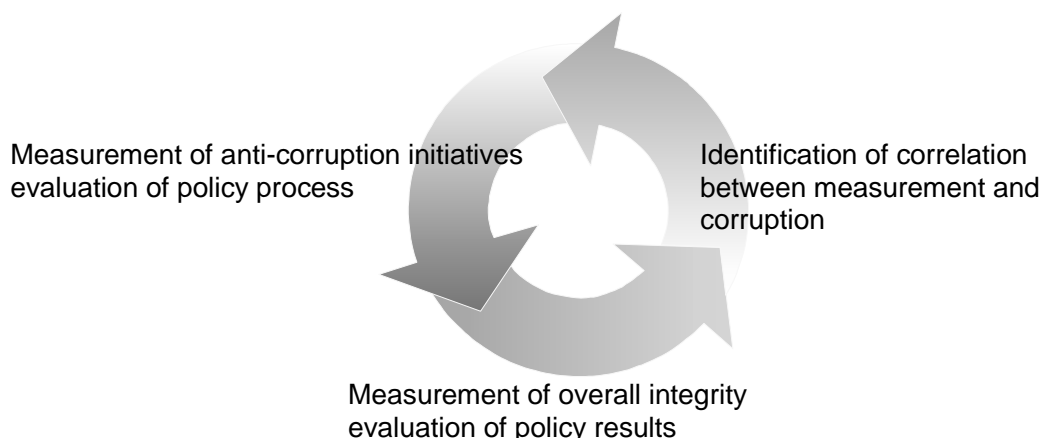 Measurement of anti-corruption initiatives
evaluation of policy process
Identification of correlation
between measurement and
corruption
Measurement of overall integrity
evaluation of policy results